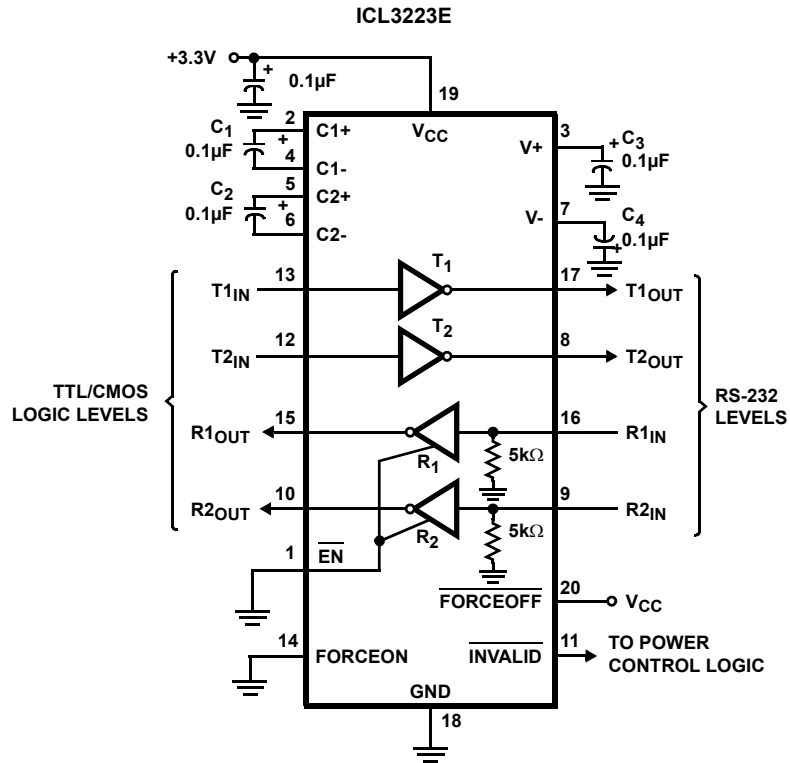 ICL3223E
+3.3V
+
0.1µF
19
VCC
2
C1+
C1
0.1µF
+
4
C1-
5
C2+
C2
0.1µF
+
6
C2-
3
V+
+
C3
0.1µF
7
V-
C4
0.1µF
+
T1IN
13
T1
17
T1OUT
T2IN
12
T2
8
T2OUT
TTL/CMOS
LOGIC LEVELS
RS-232
LEVELS
R1OUT
15
R1
5kΩ
16
R1IN
R2OUT
10
R2
5kΩ
9
R2IN
1
EN
FORCEOFF
20
VCC
14
FORCEON
INVALID
11
TO POWER
CONTROL LOGIC
GND
18